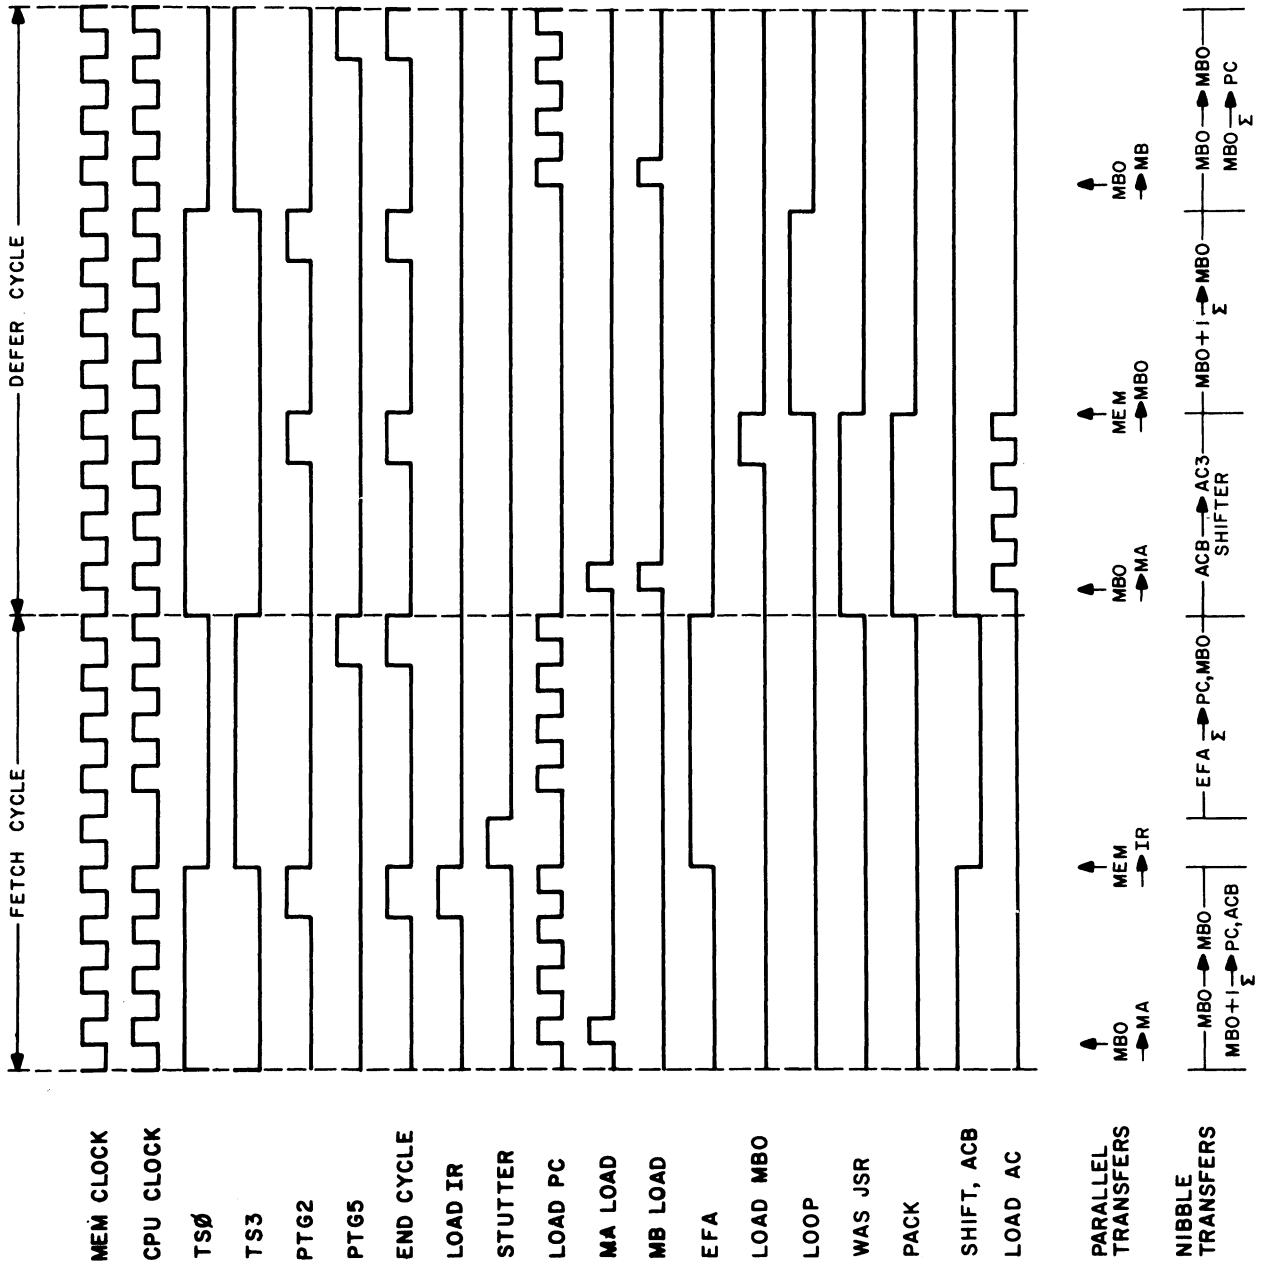 FETCH CYCLE
DEFER CYCLE
MEM CLOCK
CPU CLOCK
TSØ
TS3
PTG2
PTG5
END CYCLE
LOAD IR
STUTTER
LOAD PC
MA LOAD
MB LOAD
EFA
LOAD MBO
LOOP
WAS JSR
PACK
SHIFT, ACB
LOAD AC
PARALLEL
TRANSFERS
MBO
→MA
MEM
→IR
MBO
→MA
MEM
→MBO
MBO
→MB
NIBBLE
TRANSFERS
MBO→MBO
MBO+1→PC,ACB
Σ
EFA→PC,MBO
Σ
ACB→AC3
SHIFTER
MBO+1→MBO
Σ
MBO→MBO
MBO→PC
Σ